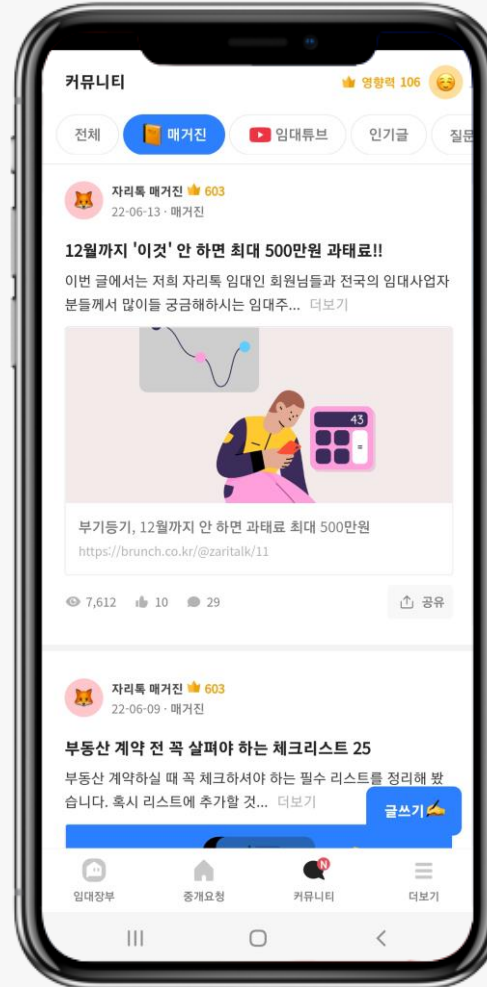 커뮤니티
영향력 106
전체
매거진
임대튜브
인기글
질문
자리톡 매거진 603
22-06-13 · 매거진
12월까지 '이것' 안 하면 최대 500만원 과태료!!
이번 글에서는 저희 자리톡 임대인 회원님들과 전국의 임대사업자
분들께서 많이들 궁금해하시는 임대주... 더보기
43
=
부기등기, 12월까지 안 하면 과태료 최대 500만원
https://brunch.co.kr/@zaritalk/11
7,612 10 29
공유
자리톡 매거진 603
22-06-09 · 매거진
부동산 계약 전 꼭 살펴야 하는 체크리스트 25
부동산 계약하실 때 꼭 체크하셔야 하는 필수 리스트를 정리해 봤
습니다. 혹시 리스트에 추가할 것... 더보기
글쓰기
N
임대장부
중개요청
커뮤니티
더보기